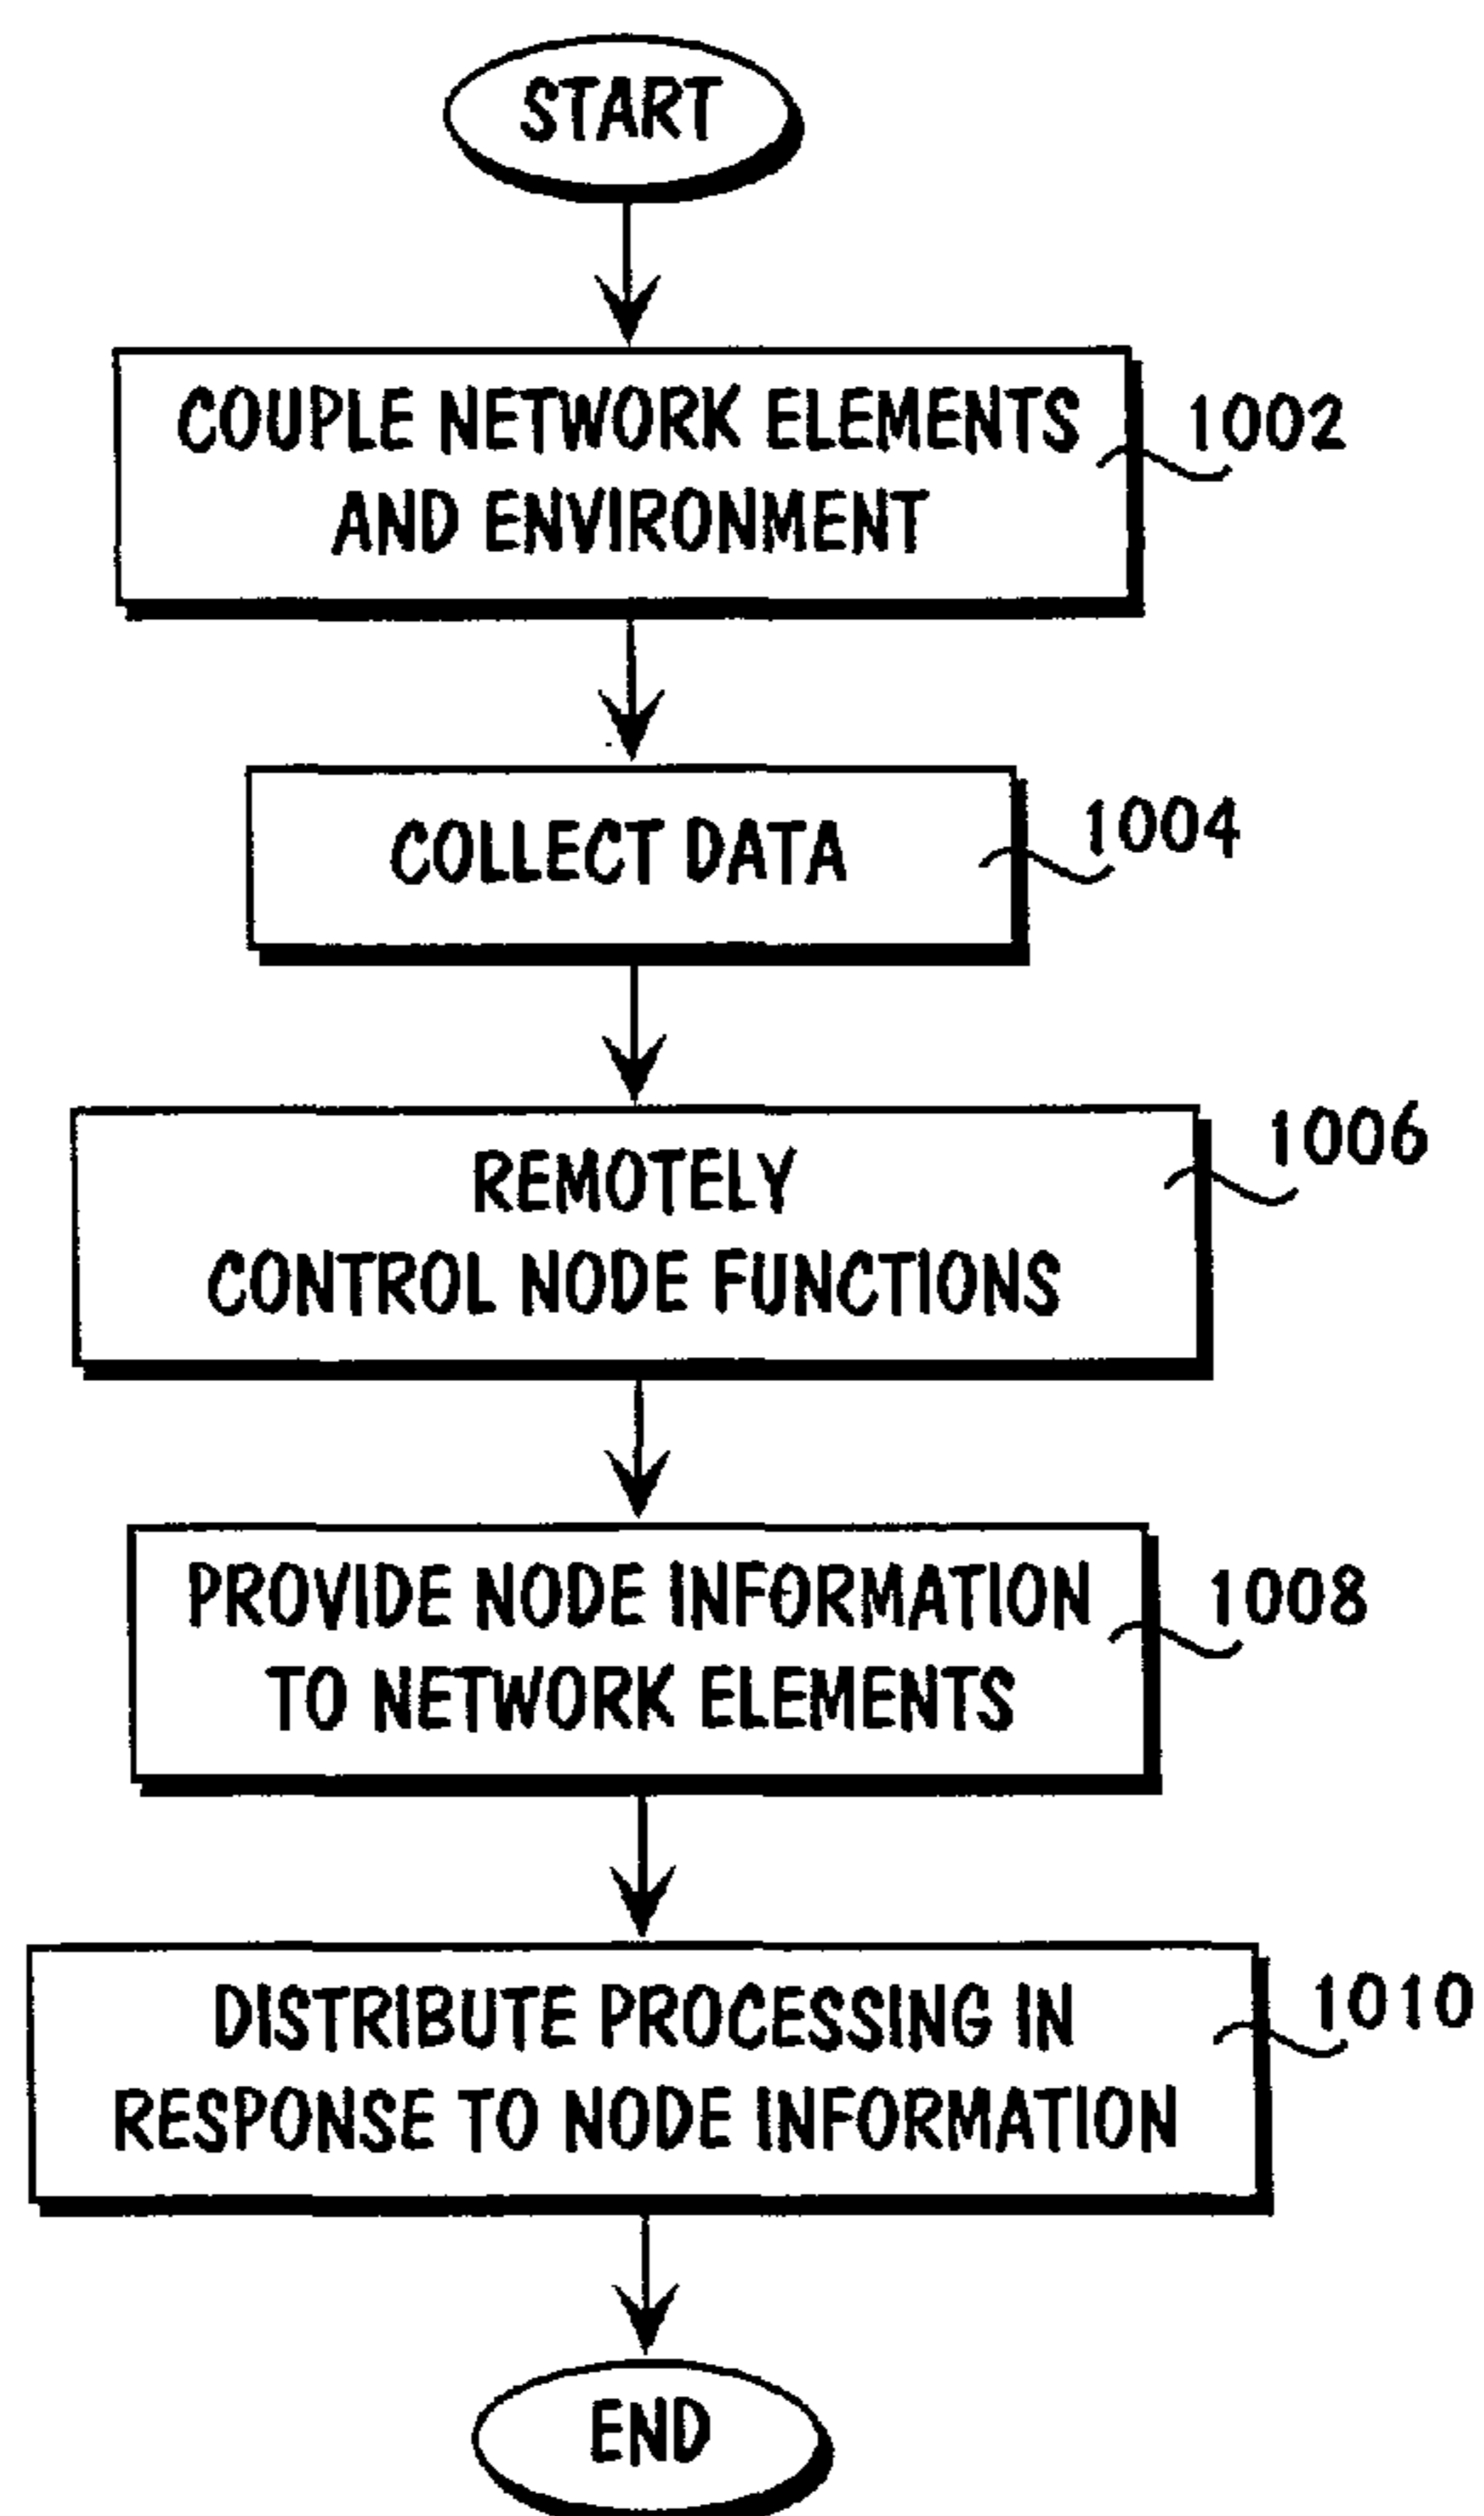 START
COUPLE NETWORK ELEMENTS
AND ENVIRONMENT
1002
COLLECT DATA
1004
REMOTELY
CONTROL NODE FUNCTIONS
1006
PROVIDE NODE INFORMATION
TO NETWORK ELEMENTS
1008
DISTRIBUTE PROCESSING IN
RESPONSE TO NODE INFORMATION
1010
END